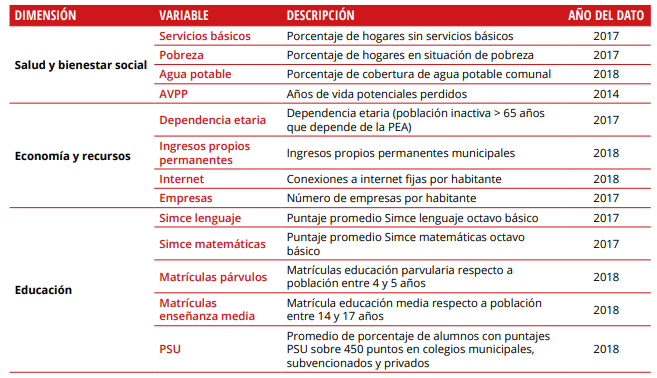 DIMENSIÓN VARIABLE DESCRIPCIÓN AÑO DEL DATO
Salud y bienestar social
Servicios básicos Porcentaje de hogares sin servicios básicos 2017
Pobreza Porcentaje de hogares en situación de pobreza 2017
Agua potable Porcentaje de cobertura de agua potable comunal 2018
AVPP Años de vida potenciales perdidos 2014
Economía y recursos
Dependencia etaria Dependencia etaria (población inactiva > 65 años
que depende de la PEA) 2017
Ingresos propios
permanentes Ingresos propios permanentes municipales 2018
Internet Conexiones a internet fijas por habitante 2018
Empresas Número de empresas por habitante 2017
Educación
Simce lenguaje Puntaje promedio Simce lenguaje octavo básico 2017
Simce matemáticas Puntaje promedio Simce matemáticas octavo
básico 2017
Matrículas párvulos Matrículas educación parvularia respecto a
población entre 4 y 5 años 2018
Matrículas
enseñanza media Matrícula educación media respecto a población
entre 14 y 17 años 2018
PSU Promedio de porcentaje de alumnos con puntajes
PSU sobre 450 puntos en colegios municipales,
subvencionados y privados 2018